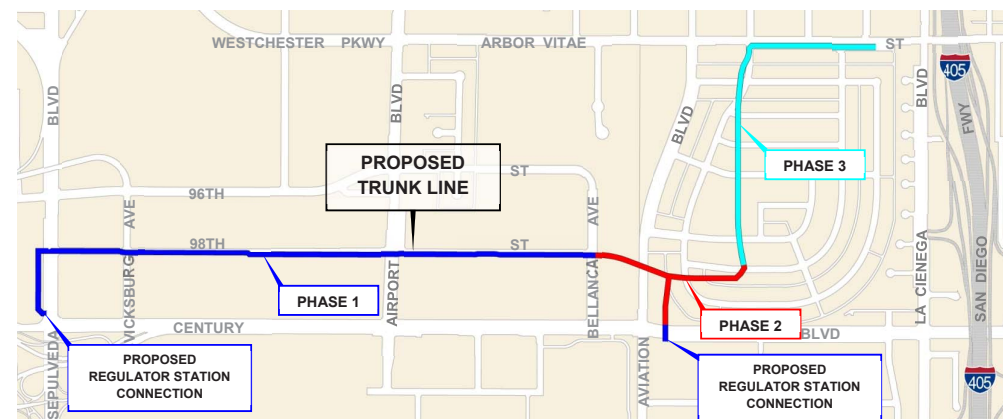 WESTCHESTER PKWY
ARBOR VITAE
ST
405
BLVD
BLVD
BLVD
BLVD
FWY
PROPOSED
TRUNK LINE
PHASE 3
ST
96TH
AVE
AVE
98TH
ST
VICKSBURG
AIRPORT
BELLANCA
LA CIENEGA
SAN DIEGO
PHASE 1
PHASE 2
CENTURY
BLVD
SEPULVEDA
AVIATION
PROPOSED
REGULATOR STATION
CONNECTION
PROPOSED
REGULATOR STATION
CONNECTION
405